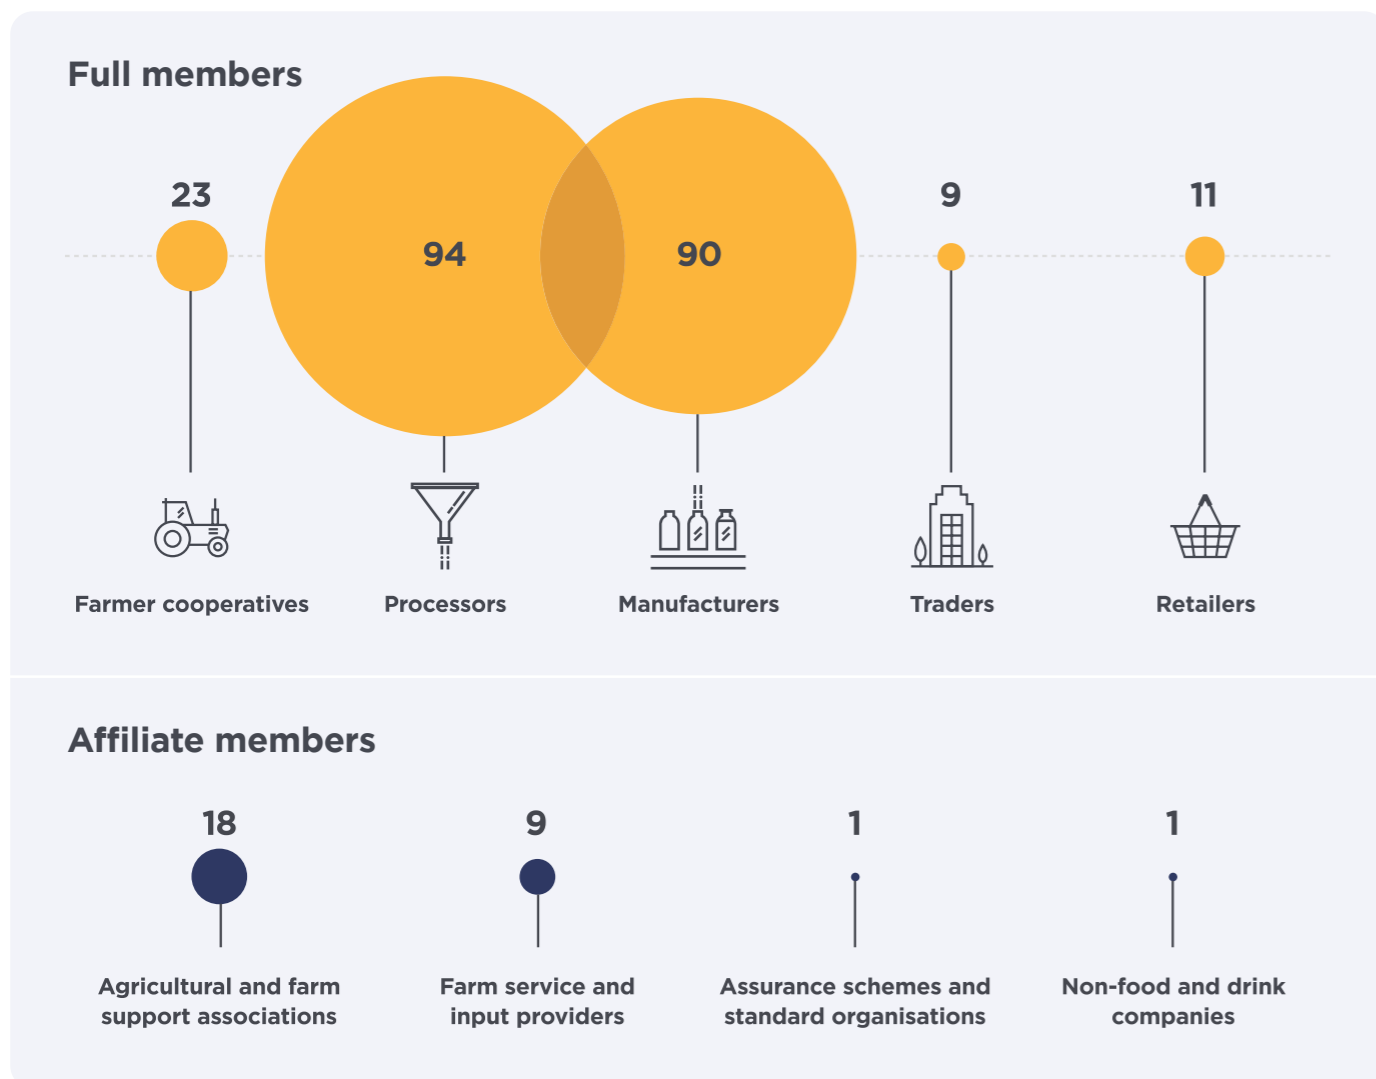 Full members
23
94
90
9
11
Farmer cooperatives
Processors
Manufacturers
Traders
Retailers
Affiliate members
18
9
1
1
Agricultural and farm
support associations
Farm service and
input providers
Assurance schemes and
standard organisations
Non-food and drink
companies